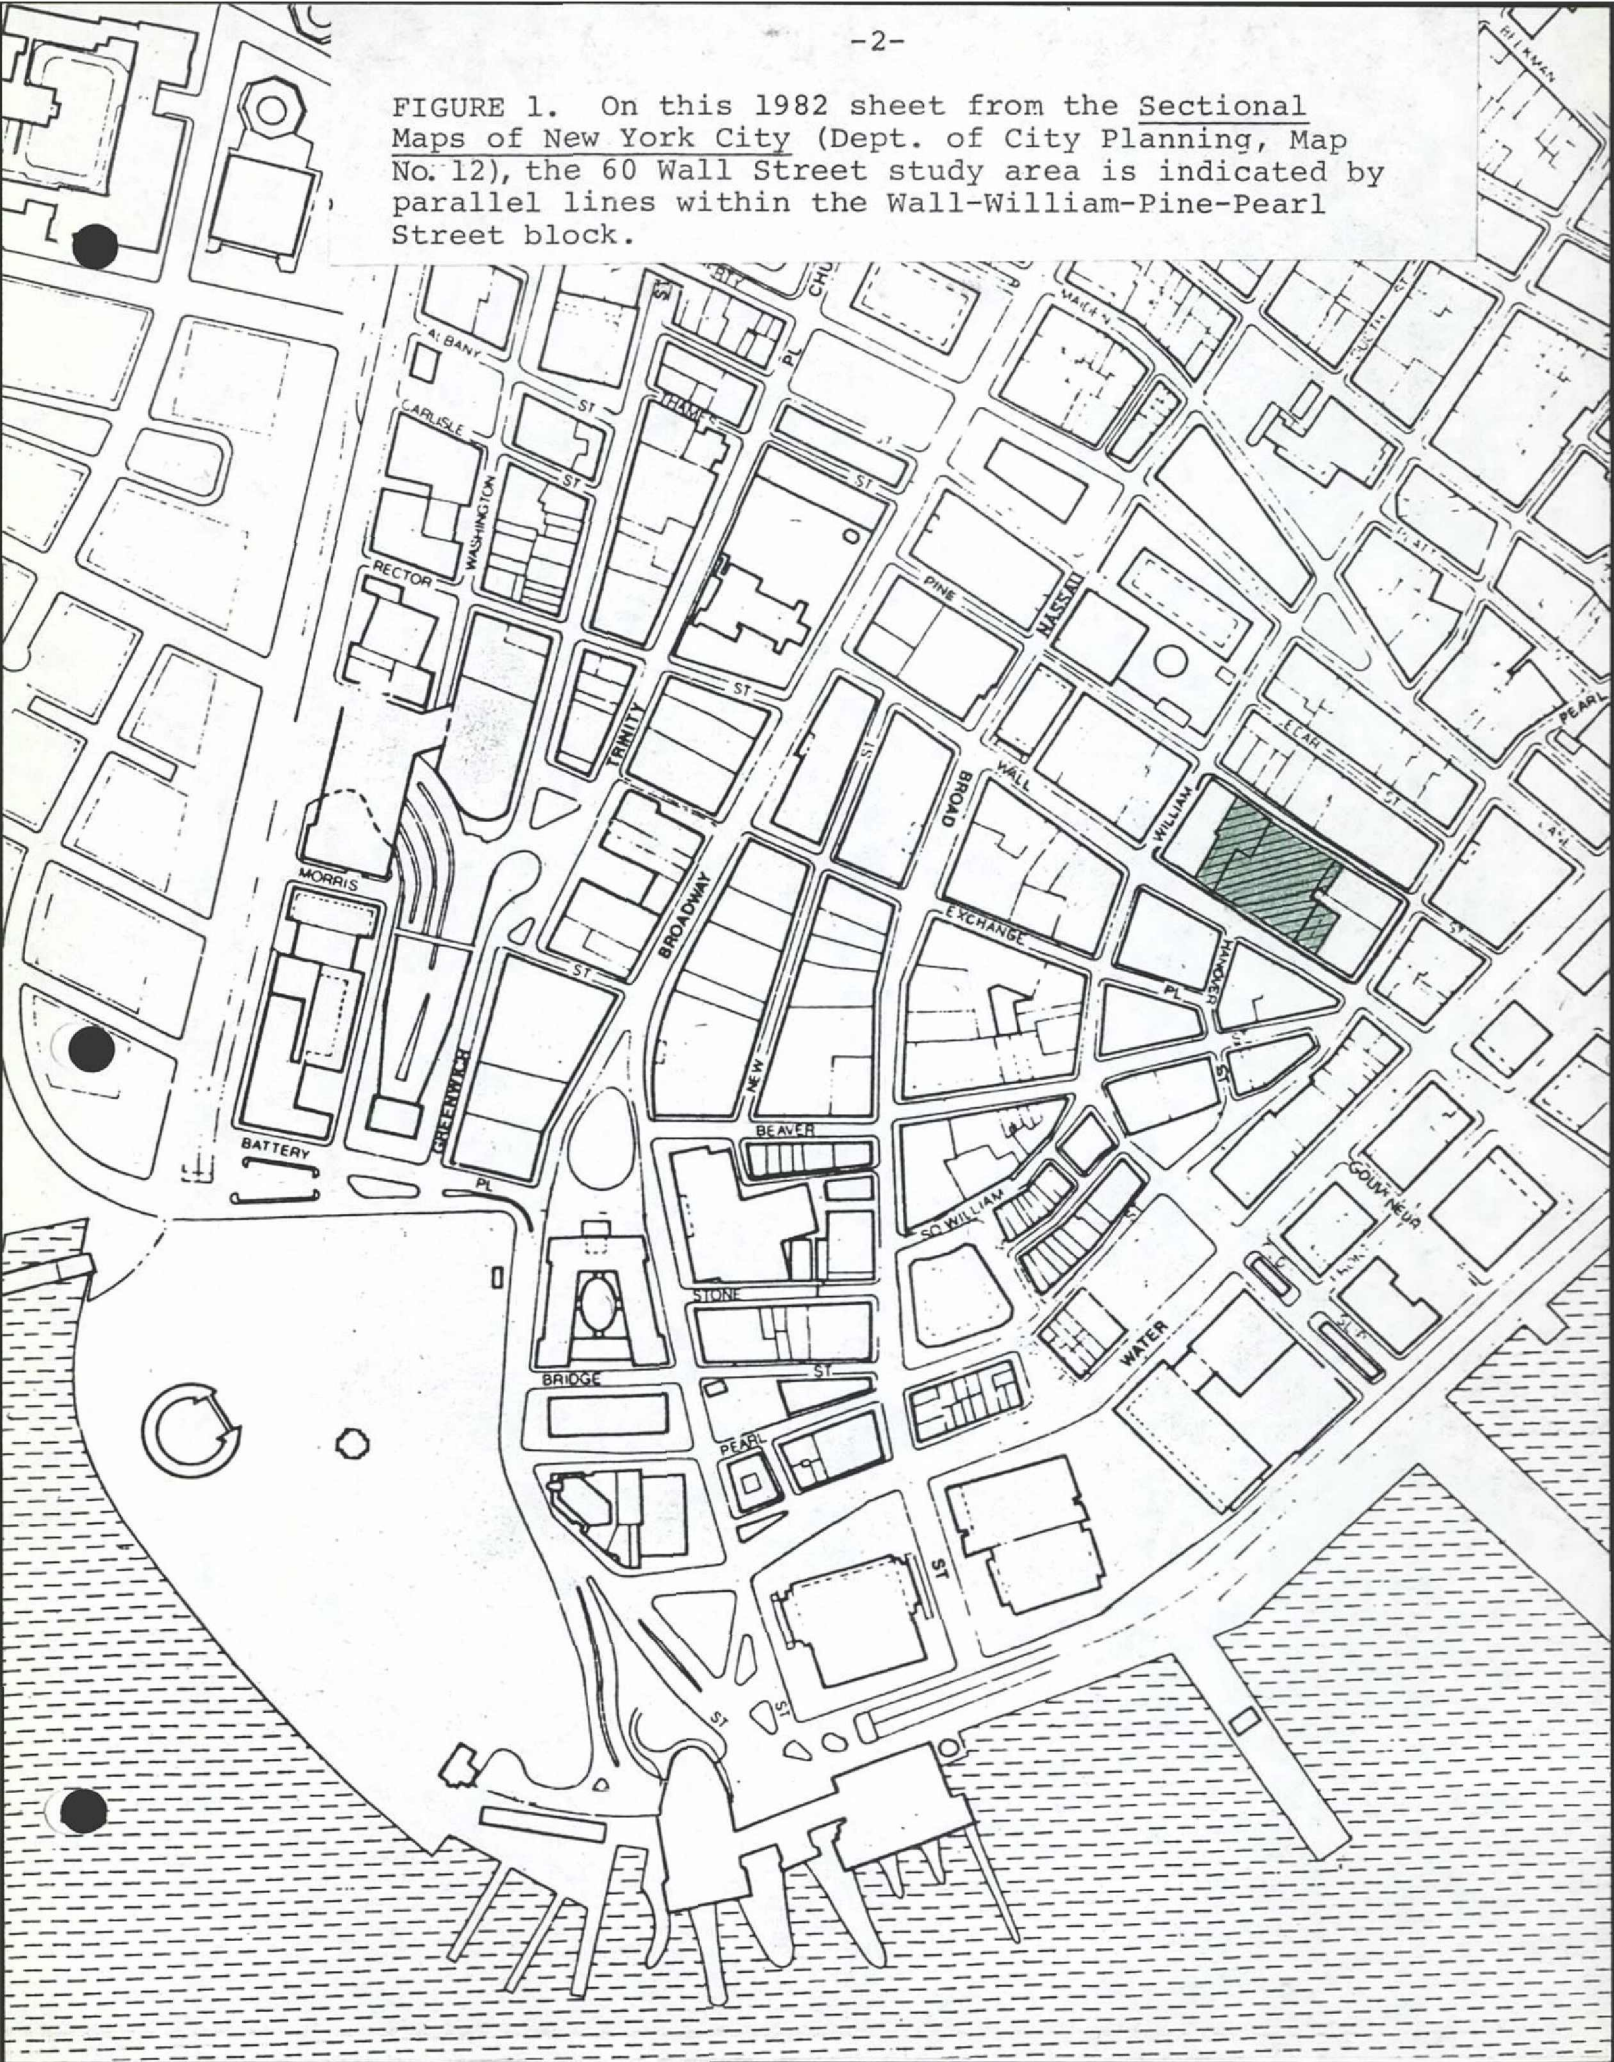 -2-
FIGURE 1. On this 1982 sheet from the Sectional
Maps of New York City (Dept. of City Planning, Map
No. 12), the 60 Wall Street study area is indicated by
parallel lines within the Wall-William-Pine-Pearl
Street block.
ALBANY
ST
PL
CARLISLE
ST
THAMES
ST
WASHINGTON
RECTOR
PINE
NASSAU
ST
TRINITY
ST
PEARL
BROAD
WALL
WILLIAM
ST
MORRIS
BROADWAY
EXCHANGE
HANOVER
ST
PL
ST
GREENWICH
NEW
ST
BEAVER
BATTERY
PL
SO WILLIAM
STONE
WATER
BRIDGE
ST
PEARL
ST
ST
ST